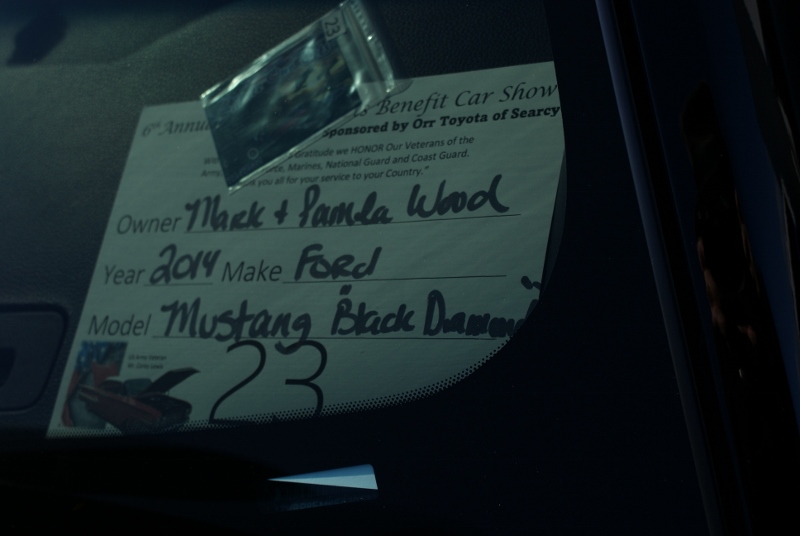 23
6th Annua s Benefit Car Show
Sponsored by Orr Toyota of Searcy
Gratitude we HONOR Our Veterans of the
Marines, National Guard and Coast Guard.
you all for your service to your Country."
Owner Mark + Pamela Wood
Year 2014 Make Ford
Model Mustang "Black Diamond"
23